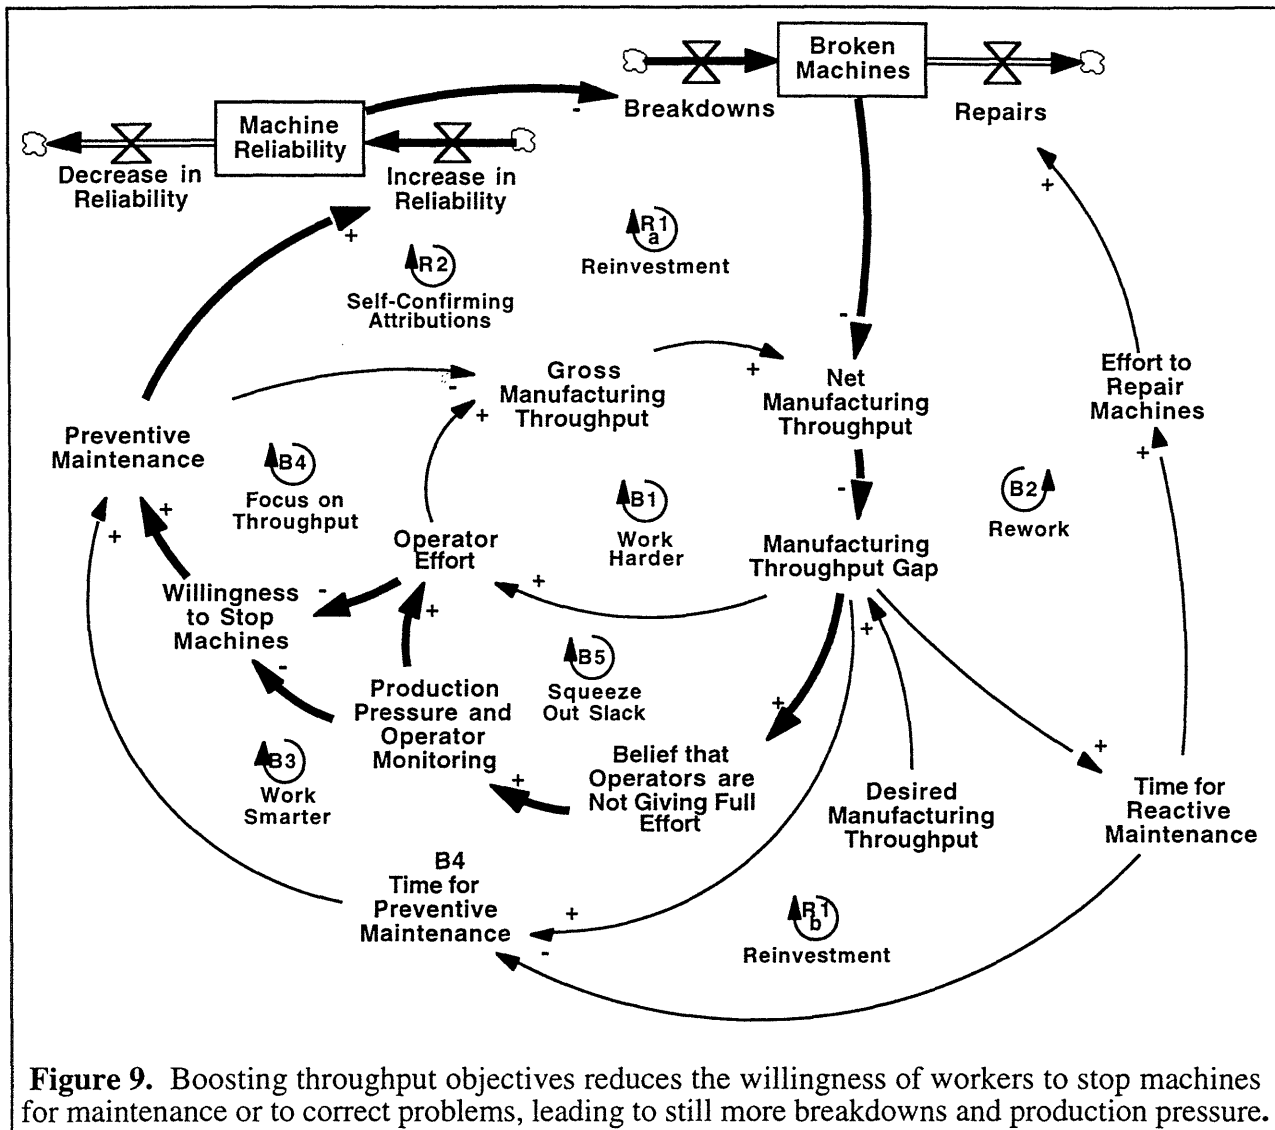 Broken
Machines
Breakdowns
Repairs
-
Machine
Reliability
Decrease in
Reliability
Increase in
Reliability
+
+
R1
a
Reinvestment
R2
Self-Confirming
Attributions
-
Gross
Manufacturing
Throughput
+
-
+
Net
Manufacturing
Throughput
Effort to
Repair
Machines
+
Preventive
Maintenance
B4
Focus on
Throughput
+
+
B1
Work
Harder
-
B2
Rework
Operator
Effort
Manufacturing
Throughput Gap
+
-
+
Willingness
to Stop
Machines
-
+
B5
Squeeze
Out Slack
Production
Pressure and
Operator
Monitoring
+
+
B3
Work
Smarter
+
Belief that
Operators are
Not Giving Full
Effort
Desired
Manufacturing
Throughput
Time for
Reactive
Maintenance
B4
Time for
Preventive
Maintenance
+
-
R1
b
Reinvestment
Figure 9. Boosting throughput objectives reduces the willingness of workers to stop machines
for maintenance or to correct problems, leading to still more breakdowns and production pressure.